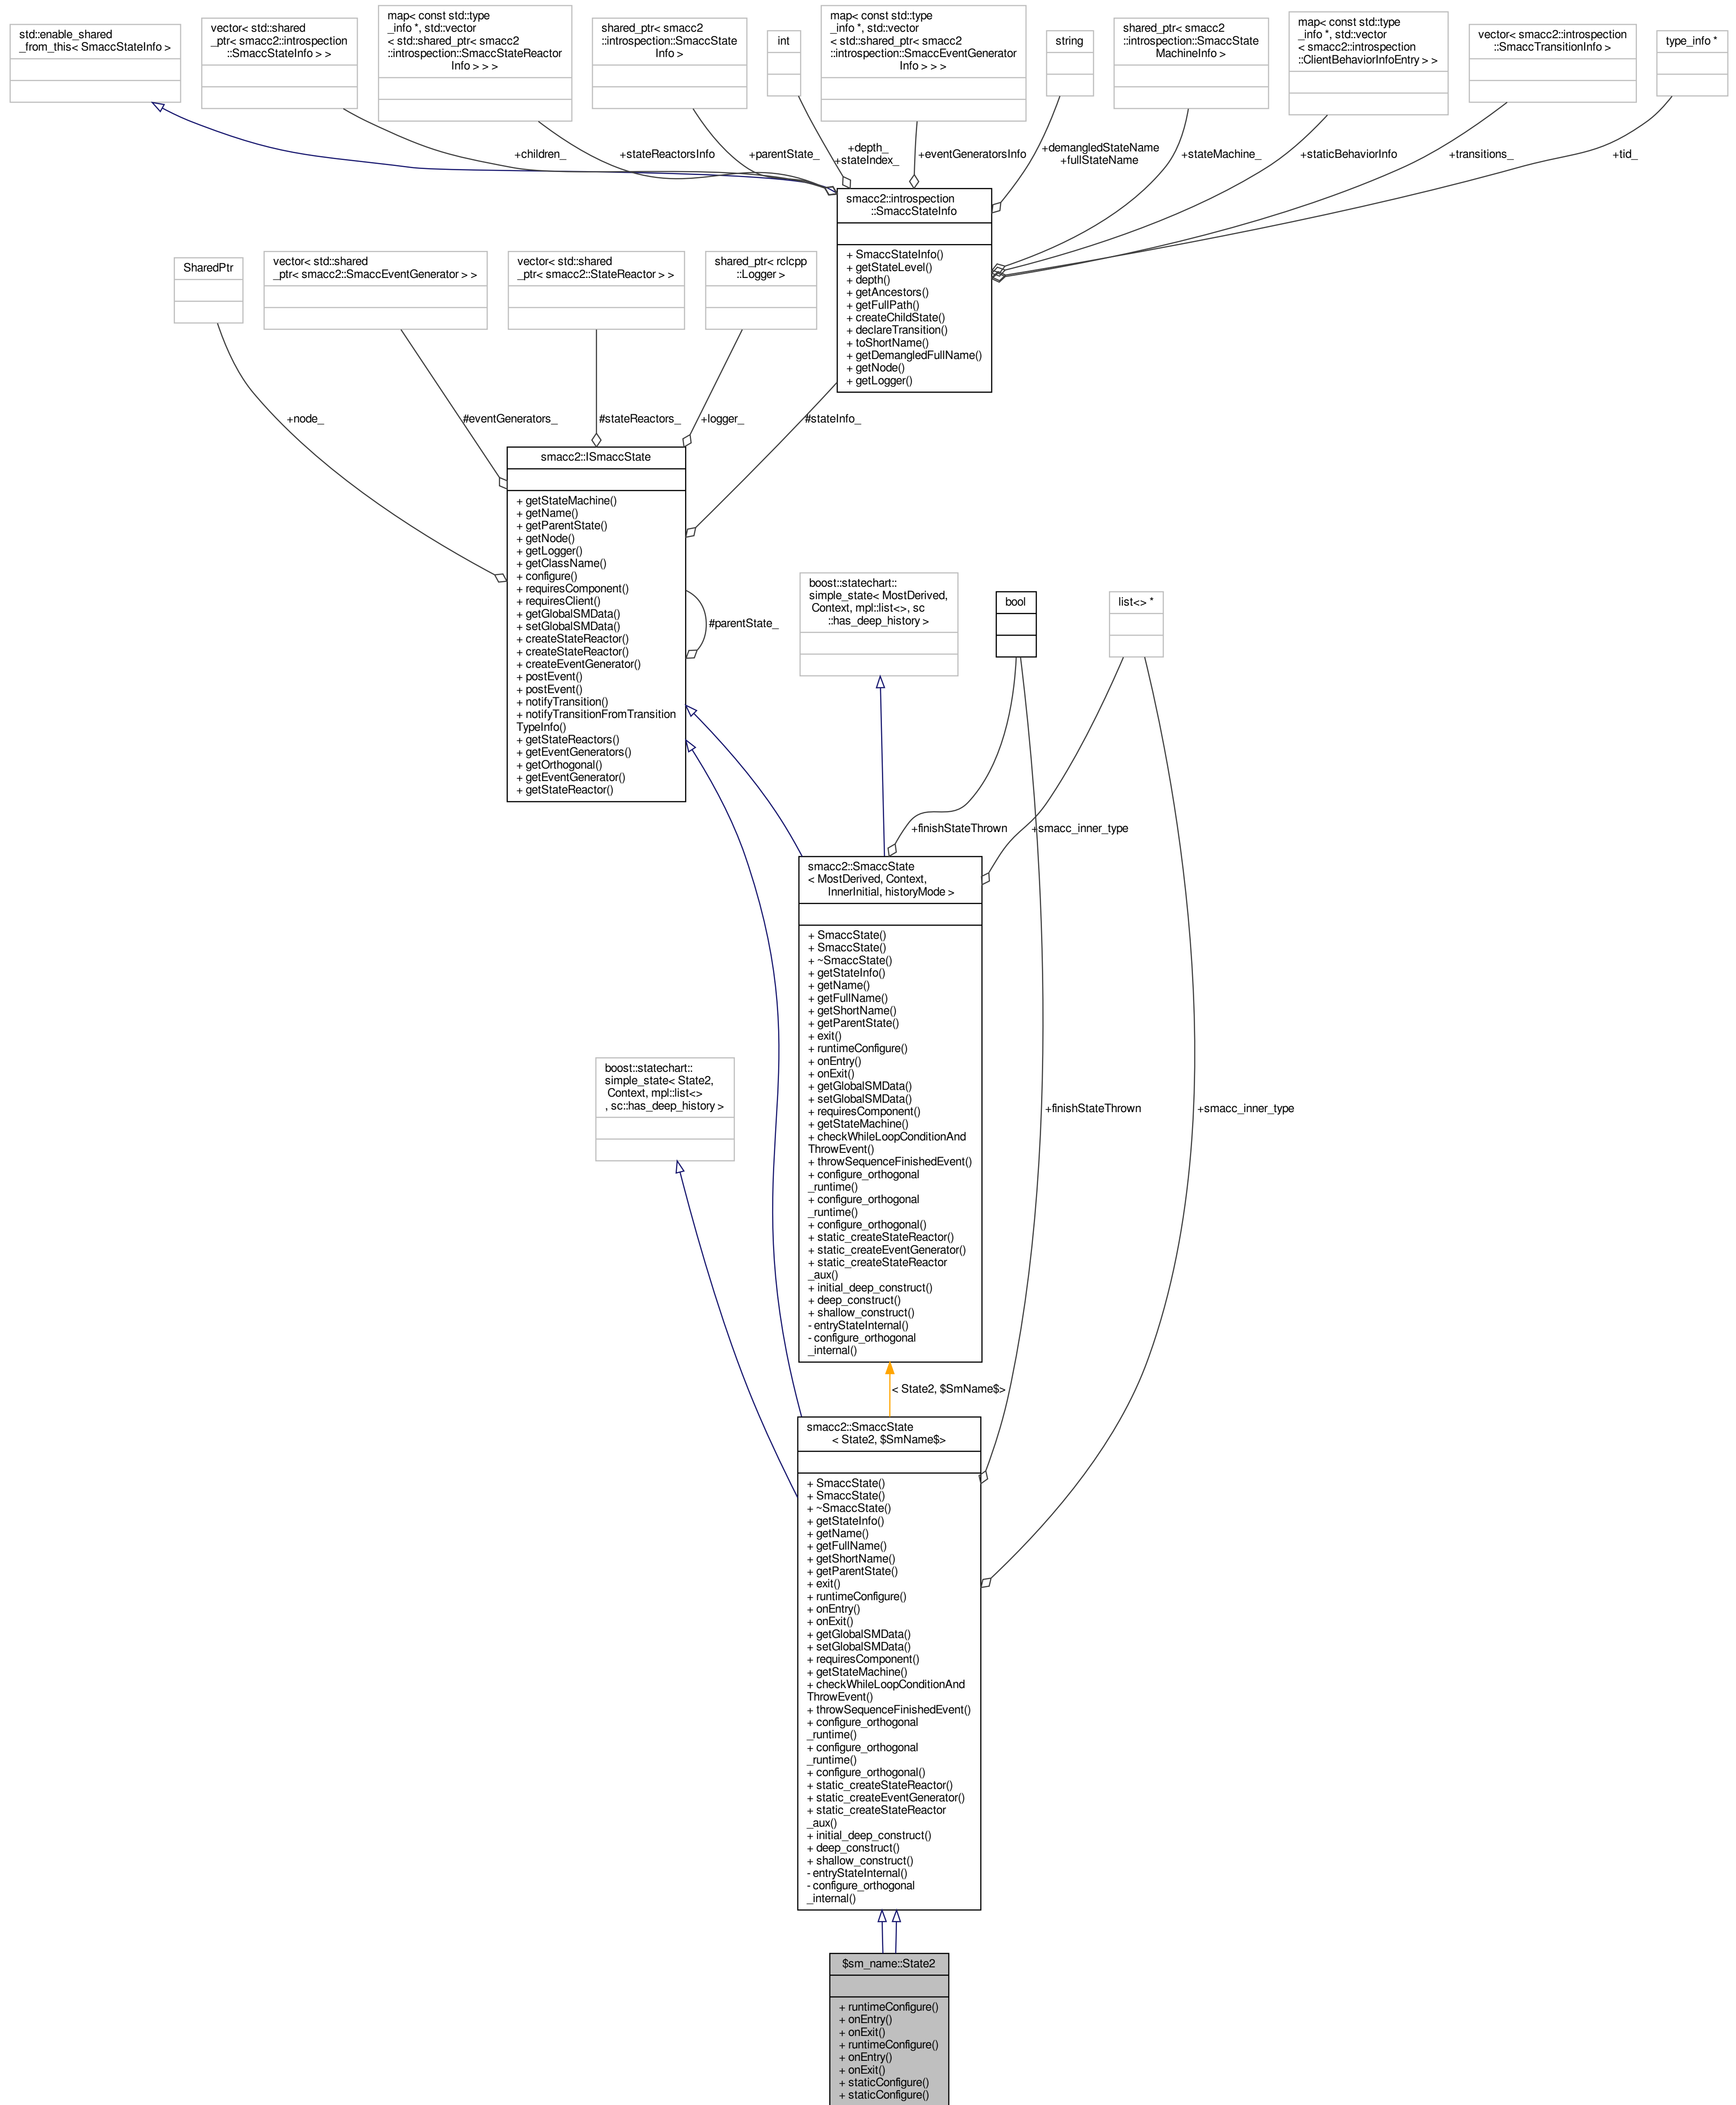 std::enable_shared
_from_this< SmaccStateInfo >
vector< std::shared
_ptr< smacc2::introspection
::SmaccStateInfo > >
map< const std::type
_info *, std::vector
< std::shared_ptr< smacc2
::introspection::SmaccStateReactor
Info > > >
shared_ptr< smacc2
::introspection::SmaccState
Info >
int
map< const std::type
_info *, std::vector
< std::shared_ptr< smacc2
::introspection::SmaccEventGenerator
Info > > >
string
shared_ptr< smacc2
::introspection::SmaccState
MachineInfo >
map< const std::type
_info *, std::vector
< smacc2::introspection
::ClientBehaviorInfoEntry > >
vector< smacc2::introspection
::SmaccTransitionInfo >
type_info *
+children_
+stateReactorsInfo
+parentState_
+depth_
+stateIndex_
+eventGeneratorsInfo
+demangledStateName
+fullStateName
+stateMachine_
+staticBehaviorInfo
+transitions_
+tid_
smacc2::introspection
::SmaccStateInfo
+ SmaccStateInfo()
+ getStateLevel()
+ depth()
+ getAncestors()
+ getFullPath()
+ createChildState()
+ declareTransition()
+ toShortName()
+ getDemangledFullName()
+ getNode()
+ getLogger()
SharedPtr
vector< std::shared
_ptr< smacc2::SmaccEventGenerator > >
vector< std::shared
_ptr< smacc2::StateReactor > >
shared_ptr< rclcpp
::Logger >
+node_
#eventGenerators_
#stateReactors_
+logger_
#stateInfo_
smacc2::ISmaccState
+ getStateMachine()
+ getName()
+ getParentState()
+ getNode()
+ getLogger()
+ getClassName()
+ configure()
+ requiresComponent()
+ requiresClient()
+ getGlobalSMData()
+ setGlobalSMData()
+ createStateReactor()
+ createStateReactor()
+ createEventGenerator()
+ postEvent()
+ postEvent()
+ notifyTransition()
+ notifyTransitionFromTransition
TypeInfo()
+ getStateReactors()
+ getEventGenerators()
+ getOrthogonal()
+ getEventGenerator()
+ getStateReactor()
#parentState_
boost::statechart::
simple_state< MostDerived,
Context, mpl::list<>, sc
::has_deep_history >
bool
list<> *
+finishStateThrown
+smacc_inner_type
smacc2::SmaccState
< MostDerived, Context,
InnerInitial, historyMode >
+ SmaccState()
+ SmaccState()
+ ~SmaccState()
+ getStateInfo()
+ getName()
+ getFullName()
+ getShortName()
+ getParentState()
+ exit()
+ runtimeConfigure()
+ onEntry()
+ onExit()
+ getGlobalSMData()
+ setGlobalSMData()
+ requiresComponent()
+ getStateMachine()
+ checkWhileLoopConditionAnd
ThrowEvent()
+ throwSequenceFinishedEvent()
+ configure_orthogonal
_runtime()
+ configure_orthogonal
_runtime()
+ configure_orthogonal()
+ static_createStateReactor()
+ static_createEventGenerator()
+ static_createStateReactor
_aux()
+ initial_deep_construct()
+ deep_construct()
+ shallow_construct()
- entryStateInternal()
- configure_orthogonal
_internal()
boost::statechart::
simple_state< State2,
Context, mpl::list<>
, sc::has_deep_history >
+finishStateThrown
+smacc_inner_type
< State2, $SmName$>
smacc2::SmaccState
< State2, $SmName$>
+ SmaccState()
+ SmaccState()
+ ~SmaccState()
+ getStateInfo()
+ getName()
+ getFullName()
+ getShortName()
+ getParentState()
+ exit()
+ runtimeConfigure()
+ onEntry()
+ onExit()
+ getGlobalSMData()
+ setGlobalSMData()
+ requiresComponent()
+ getStateMachine()
+ checkWhileLoopConditionAnd
ThrowEvent()
+ throwSequenceFinishedEvent()
+ configure_orthogonal
_runtime()
+ configure_orthogonal
_runtime()
+ configure_orthogonal()
+ static_createStateReactor()
+ static_createEventGenerator()
+ static_createStateReactor
_aux()
+ initial_deep_construct()
+ deep_construct()
+ shallow_construct()
- entryStateInternal()
- configure_orthogonal
_internal()
$sm_name::State2
+ runtimeConfigure()
+ onEntry()
+ onExit()
+ runtimeConfigure()
+ onEntry()
+ onExit()
+ staticConfigure()
+ staticConfigure()